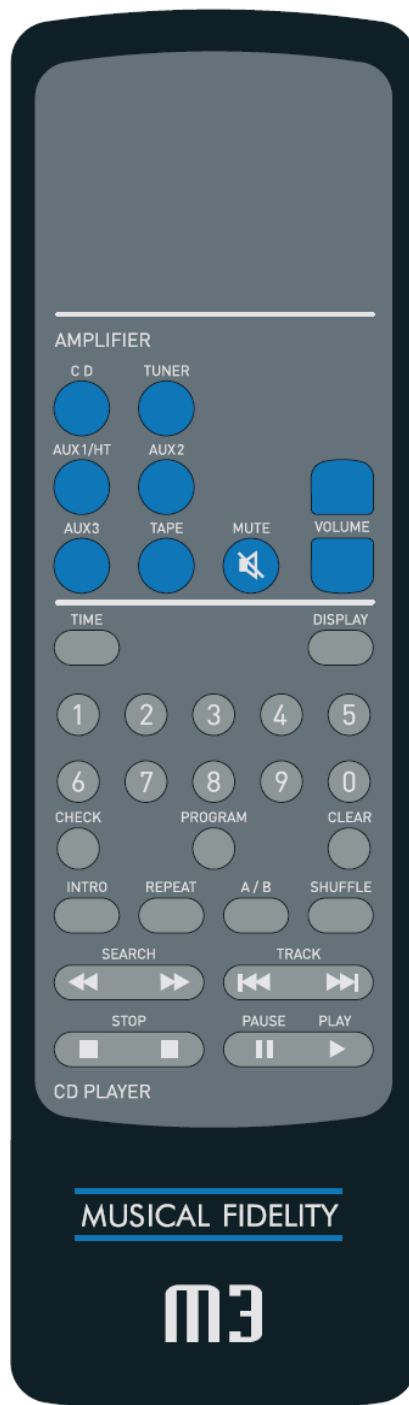 AMPLIFIER
CD TUNER
AUX1/HT AUX2
AUX3 TAPE MUTE VOLUME
TIME DISPLAY
1 2 3 4 5
6 7 8 9 0
CHECK PROGRAM CLEAR
INTRO REPEAT A / B SHUFFLE
SEARCH TRACK
STOP PAUSE PLAY
CD PLAYER
MUSICAL FIDELITY
m3